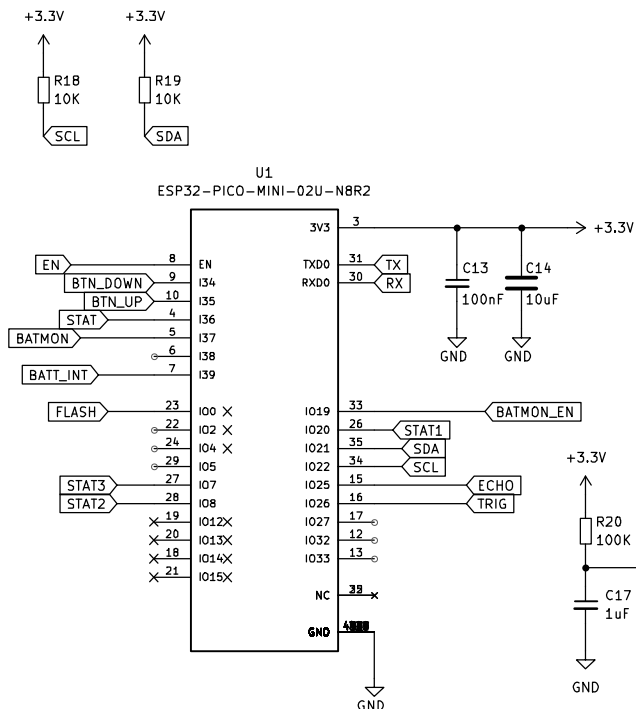 +3.3V
+3.3V
R18
10K
R19
10K
SCL
SDA
U1
ESP32-PICO-MINI-02U-N8R2
3V3 3
+3.3V
EN 8 EN
TXD0 31 TX
BTN_DOWN 9 I34
RXD0 30 RX
BTN_UP 10 I35
STAT 4 I36
BATMON 5 I37
6 I38
BATT_INT 7 I39
C13
100nF
C14
10uF
GND
GND
FLASH 23 IO0
IO19 33 BATMON_EN
22 IO2
IO20 26 STAT1
24 IO4
IO21 35 SDA
29 IO5
IO22 34 SCL
STAT3 27 IO7
IO25 15 ECHO
STAT2 28 IO8
IO26 16 TRIG
19 IO12
IO27 17
20 IO13
IO32 12
18 IO14
IO33 13
21 IO15
NC
GND
GND
+3.3V
R20
100K
C17
1uF
GND